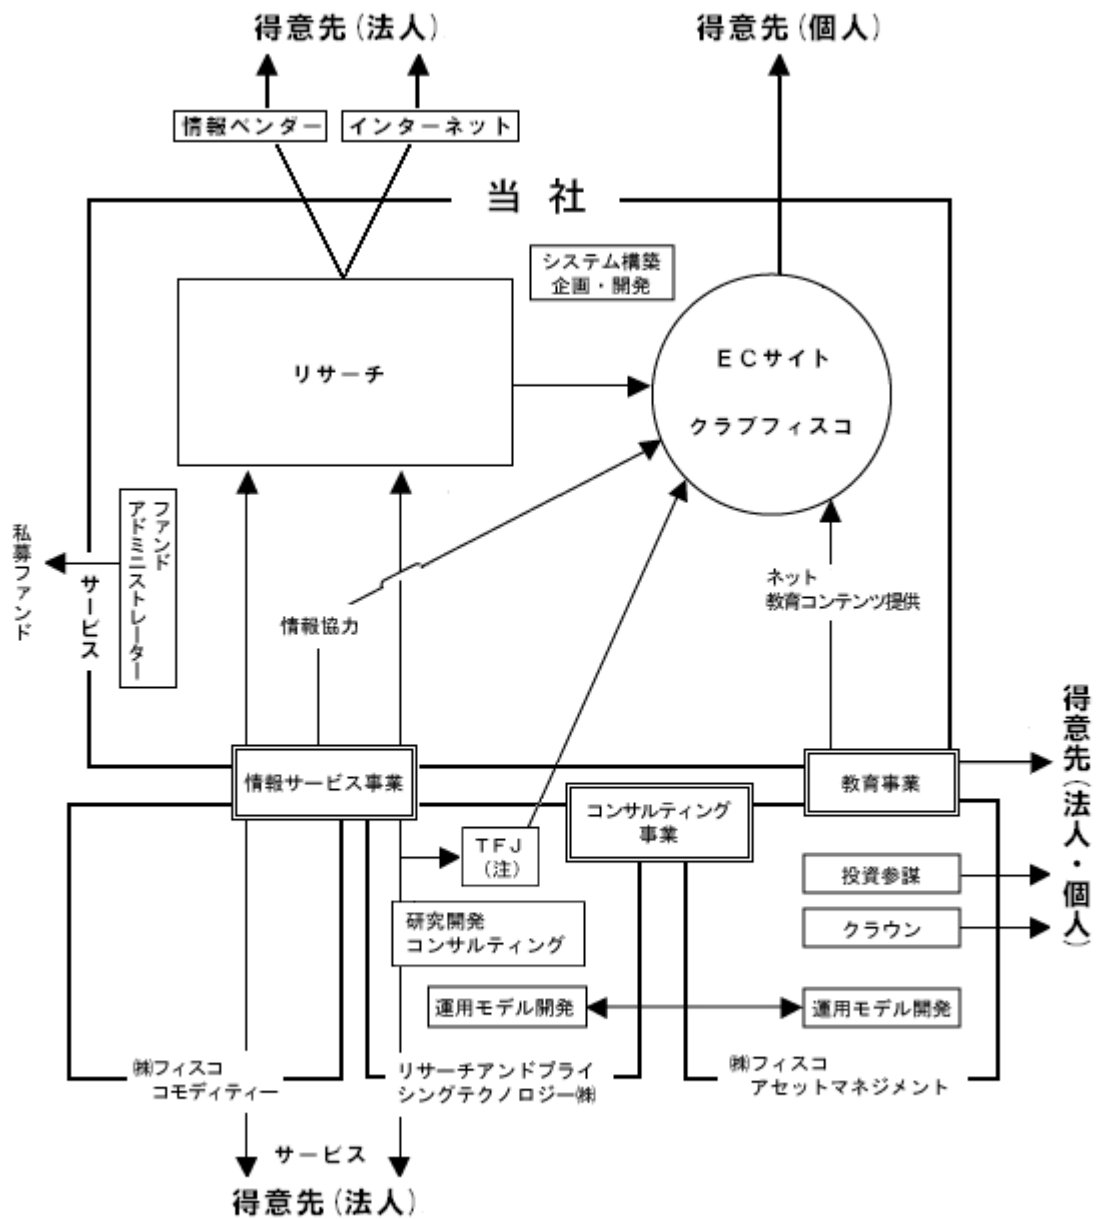 得意先(法人)
得意先(個人)
情報ベンダー
インターネット
当 社
システム構築
企画・開発
リサーチ
ECサイト
クラブフィスコ
ファンド
アドミニストレーター
サービス
私募ファンド
情報協力
ネット
教育コンテンツ提供
情報サービス事業
教育事業
得意先(法人・個人)
コンサルティング
事業
TFJ
(注)
投資参謀
クラウン
研究開発
コンサルティング
運用モデル開発
運用モデル開発
㈱フィスコ
コモディティー
リサーチアンドプライ
シングテクノロジー㈱
㈱フィスコ
アセットマネジメント
サービス
得意先(法人)